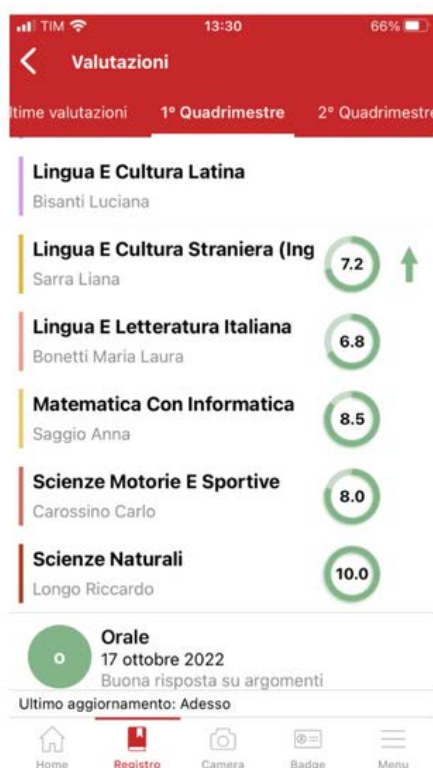 TIM
13:30
66%
Valutazioni
ltime valutazioni 1º Quadrimestre 2º Quadrimestre
Lingua E Cultura Latina
Bisanti Luciana
Lingua E Cultura Straniera (Ing
Sarra Liana
7.2
Lingua E Letteratura Italiana
Bonetti Maria Laura
6.8
Matematica Con Informatica
Saggio Anna
8.5
Scienze Motorie E Sportive
Carossino Carlo
8.0
Scienze Naturali
Longo Riccardo
10.0
O
Orale
17 ottobre 2022
Buona risposta su argomenti
Ultimo aggiornamento: Adesso
Home Registro Camera Badge Menu